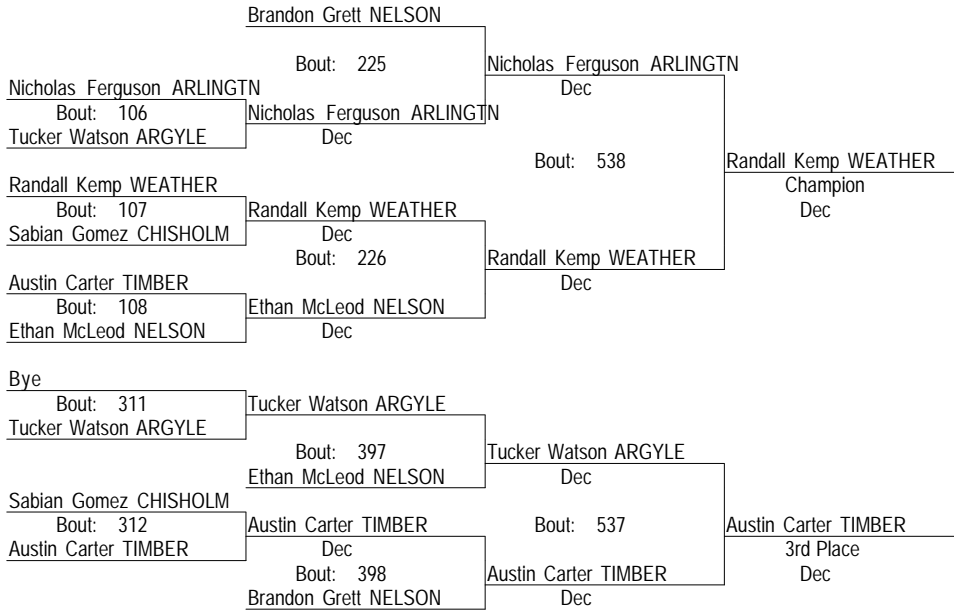 Brandon Grett NELSON
Bout: 225
Nicholas Ferguson ARLINGTN
Dec
Nicholas Ferguson ARLINGTN
Bout: 106
Nicholas Ferguson ARLINGTN
Tucker Watson ARGYLE
Dec
Bout: 538
Randall Kemp WEATHER
Champion
Dec
Randall Kemp WEATHER
Bout: 107
Randall Kemp WEATHER
Sabian Gomez CHISHOLM
Dec
Bout: 226
Randall Kemp WEATHER
Dec
Austin Carter TIMBER
Bout: 108
Ethan McLeod NELSON
Ethan McLeod NELSON
Dec
Bye
Bout: 311
Tucker Watson ARGYLE
Tucker Watson ARGYLE
Bout: 397
Tucker Watson ARGYLE
Ethan McLeod NELSON
Dec
Sabian Gomez CHISHOLM
Bout: 312
Austin Carter TIMBER
Bout: 537
Austin Carter TIMBER
Austin Carter TIMBER
Dec
3rd Place
Bout: 398
Austin Carter TIMBER
Dec
Brandon Grett NELSON
Dec